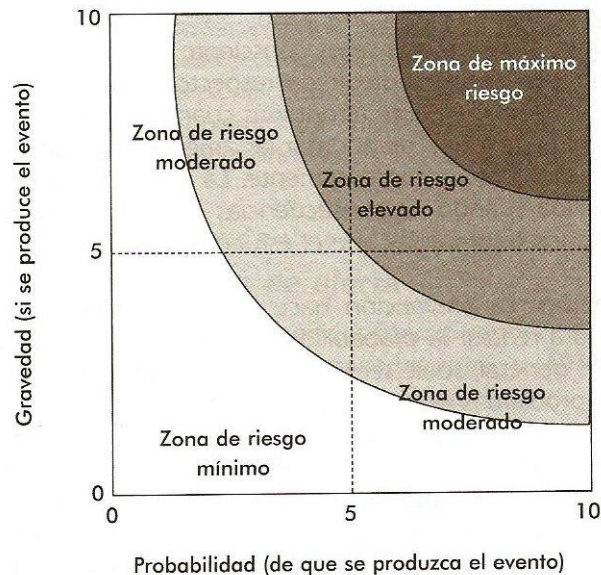 10
Zona de máximo
riesgo
Zona de riesgo
moderado
Zona de riesgo
elevado
Gravedad (si se produce el evento)
5
Zona de riesgo
moderado
Zona de riesgo
mínimo
0
0 5 10
Probabilidad (de que se produzca el evento)